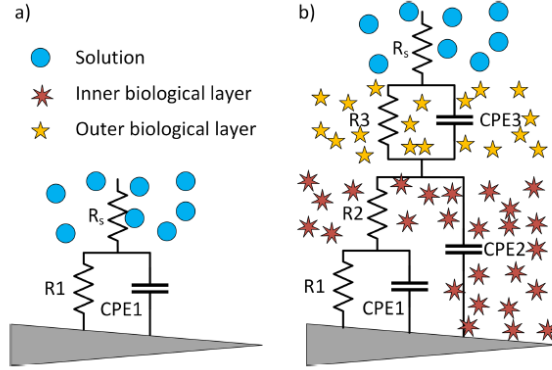 a)
Solution
Inner biological layer
Outer biological layer
Rs
R1
CPE1
b)
Rs
R3
CPE3
R2
CPE2
R1
CPE1